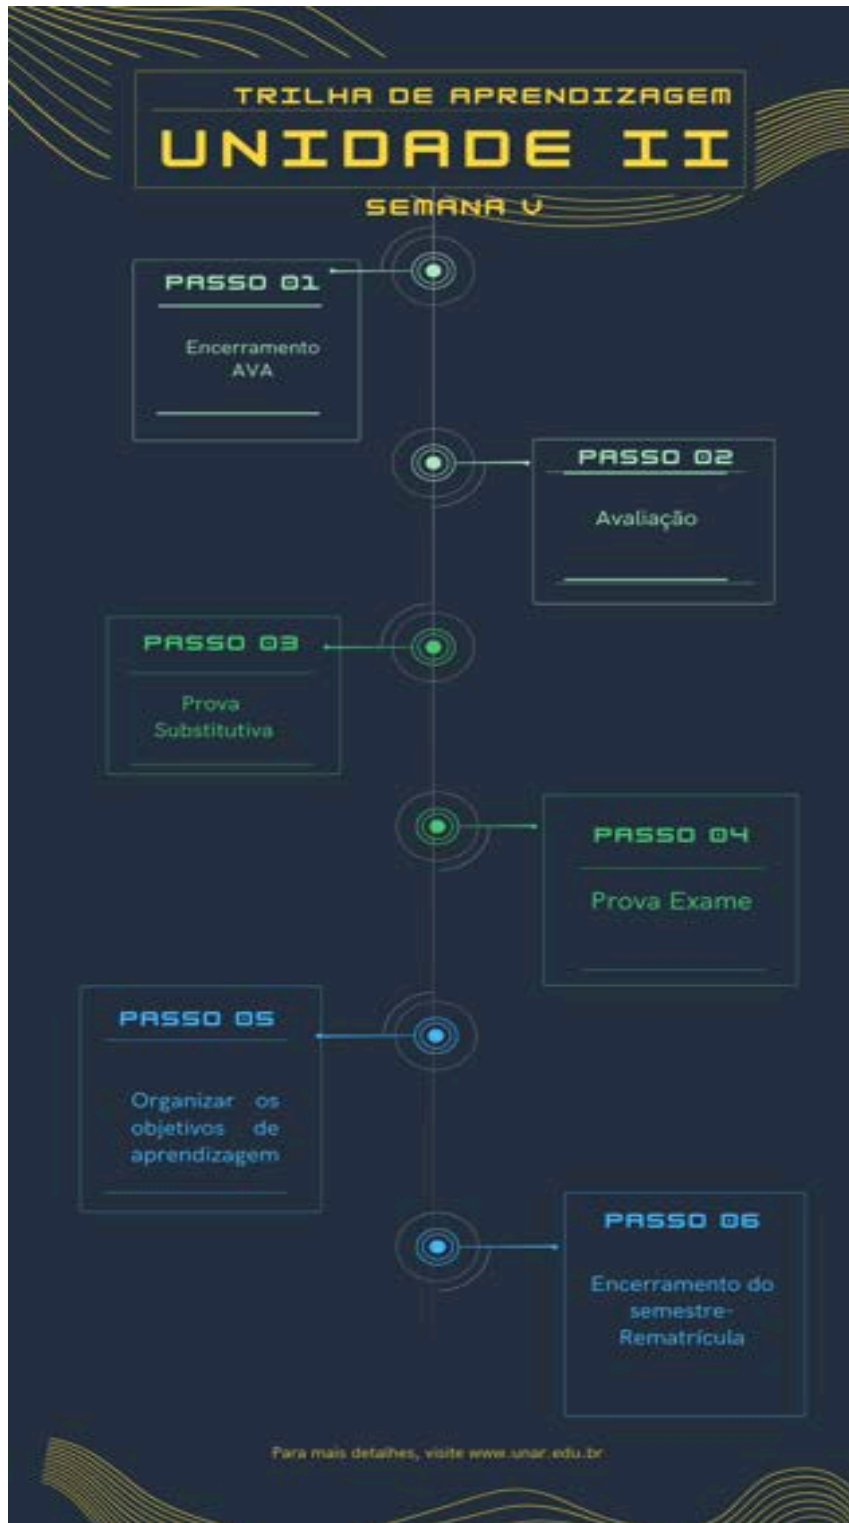 TRILHA DE APRENDIZAGEM
UNIDADE II
SEMANA V
PASSO 01
Encerramento
AVA
PASSO 02
Avaliação
PASSO 03
Prova
Substitutiva
PASSO 04
Prova Exame
PASSO 05
Organizar os
objetivos de
aprendizagem
PASSO 06
Encerramento do
semestre-
Rematrícula
Para mais detalhes, visite www.unar.edu.br